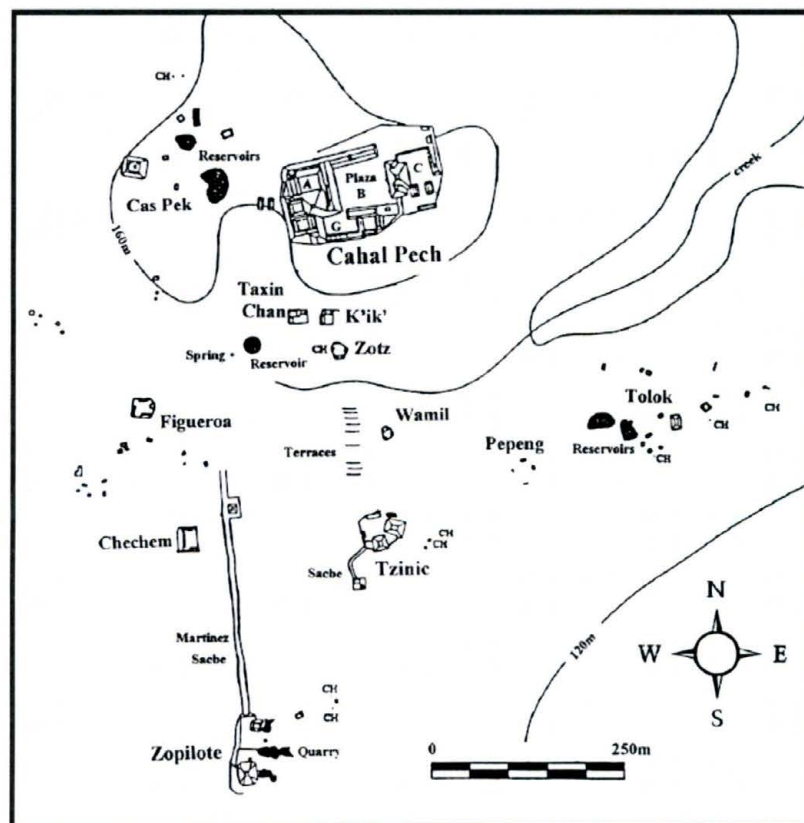 CH
Reservoirs
Cas Pek
160m
A
Plaza
B
C
G
Cahal Pech
creek
Taxin
Chan
K'ik'
Spring
Reservoir
CH
Zotz
Figueroa
Terraces
Wamil
Tolok
Pepeng
Reservoirs
CH
CH
CH
Chechem
Sacbe
Tzinic
CH
CH
Martinez
Sacbe
120m
N
W
E
S
CH
CH
Zopilote
Quarry
0
250m